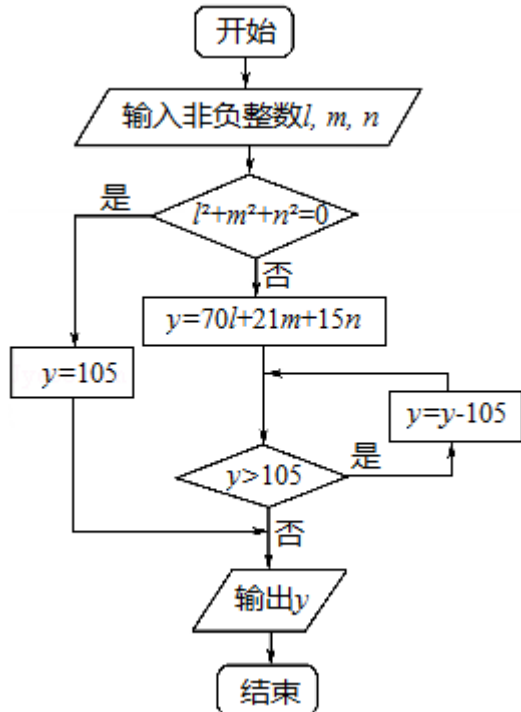 开始
输入非负整数l, m, n
l²+m²+n²=0
是
否
y=70l+21m+15n
y=105
y=y-105
y>105
是
否
输出y
结束